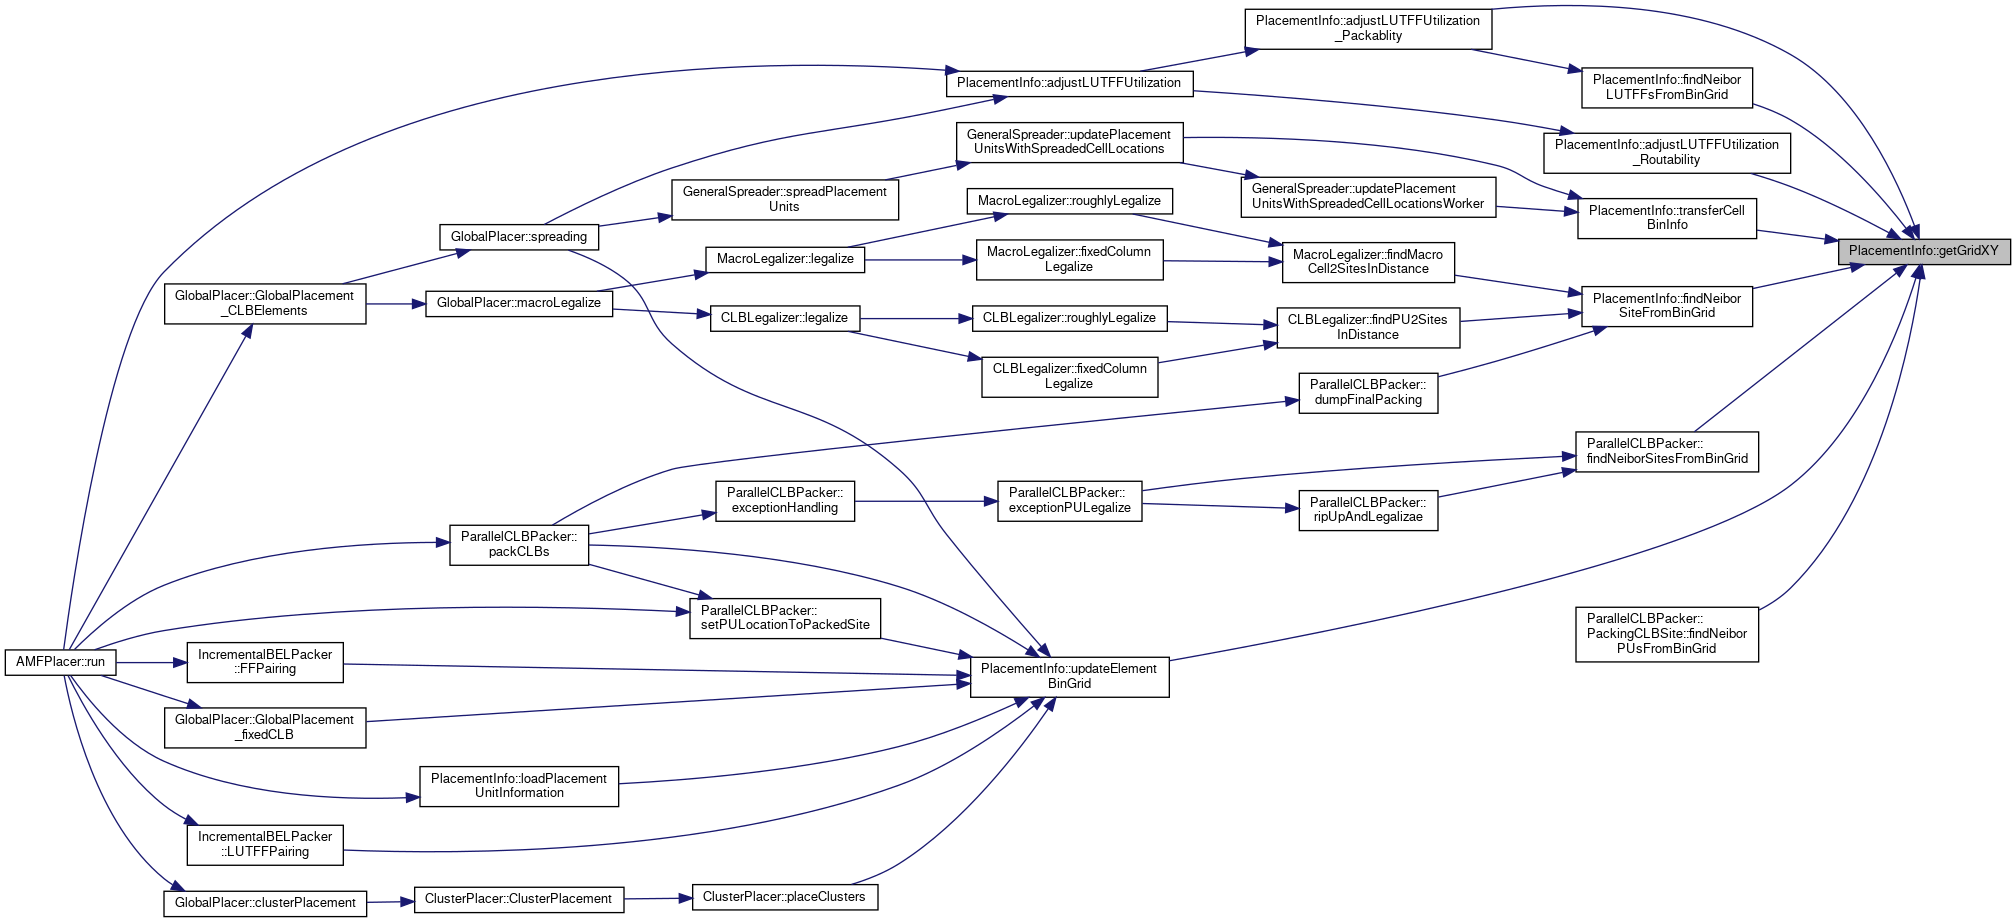 PlacementInfo::adjustLUTFFUtilization
_Packablity
PlacementInfo::adjustLUTFFUtilization
PlacementInfo::findNeibor
LUTFFsFromBinGrid
GeneralSpreader::updatePlacement
UnitsWithSpreadedCellLocations
PlacementInfo::adjustLUTFFUtilization
_Routability
GeneralSpreader::spreadPlacement
Units
MacroLegalizer::roughlyLegalize
GeneralSpreader::updatePlacement
UnitsWithSpreadedCellLocationsWorker
PlacementInfo::transferCell
BinInfo
GlobalPlacer::spreading
MacroLegalizer::legalize
MacroLegalizer::fixedColumn
Legalize
MacroLegalizer::findMacro
Cell2SitesInDistance
PlacementInfo::getGridXY
GlobalPlacer::GlobalPlacement
_CLBElements
GlobalPlacer::macroLegalize
CLBLegalizer::legalize
CLBLegalizer::roughlyLegalize
CLBLegalizer::findPU2Sites
InDistance
PlacementInfo::findNeibor
SiteFromBinGrid
CLBLegalizer::fixedColumn
Legalize
ParallelCLBPacker::
dumpFinalPacking
ParallelCLBPacker::
findNeiborSitesFromBinGrid
ParallelCLBPacker::
exceptionHandling
ParallelCLBPacker::
exceptionPULegalize
ParallelCLBPacker::
ripUpAndLegalizae
ParallelCLBPacker::
packCLBs
ParallelCLBPacker::
setPULocationToPackedSite
ParallelCLBPacker::
PackingCLBSite::findNeibor
PUsFromBinGrid
AMFPlacer::run
IncrementalBELPacker
::FFPairing
PlacementInfo::updateElement
BinGrid
GlobalPlacer::GlobalPlacement
_fixedCLB
PlacementInfo::loadPlacement
UnitInformation
IncrementalBELPacker
::LUTFFPairing
GlobalPlacer::clusterPlacement
ClusterPlacer::ClusterPlacement
ClusterPlacer::placeClusters